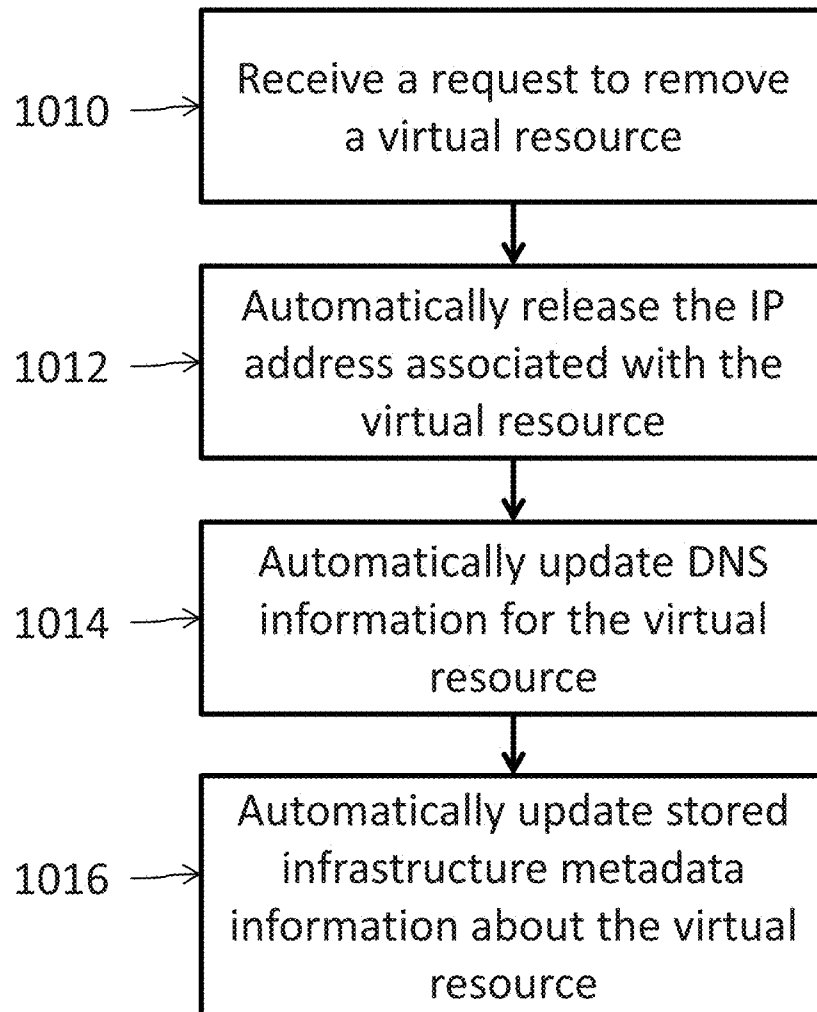 1010
Receive a request to remove
a virtual resource
1012
Automatically release the IP
address associated with the
virtual resource
1014
Automatically update DNS
information for the virtual
resource
1016
Automatically update stored
infrastructure metadata
information about the virtual
resource